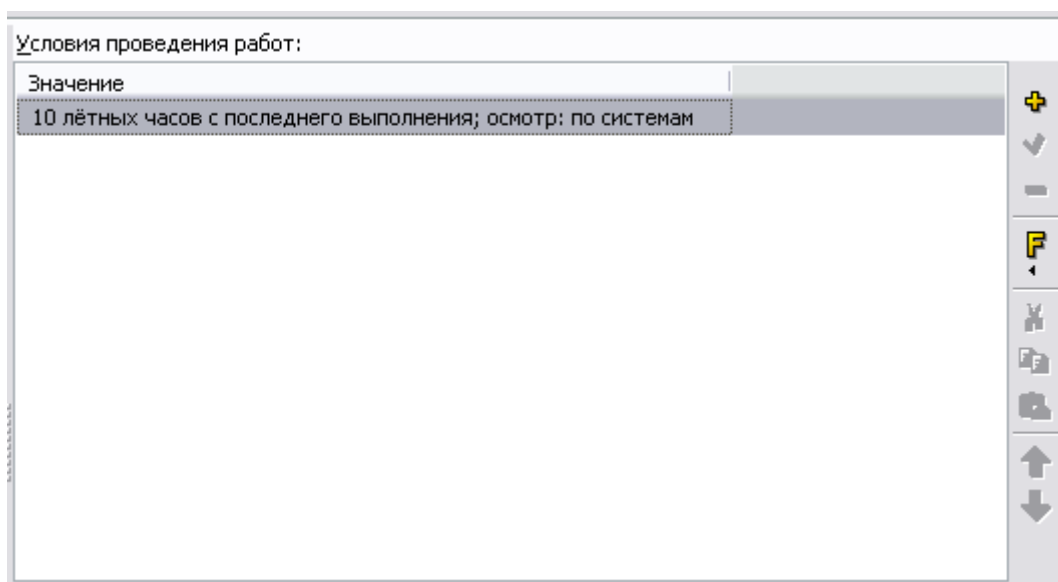 Условия проведения работ:
Значение
10 лётных часов с последнего выполнения; осмотр: по системам
F